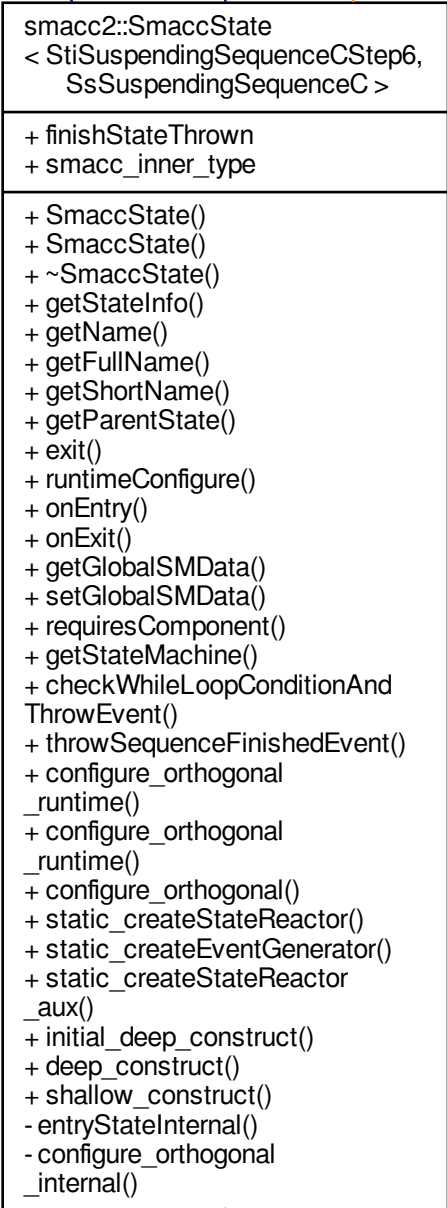 smacc2::SmaccState
< StiSuspendingSequenceCStep6,
SsSuspendingSequenceC >
+ finishStateThrown
+ smacc_inner_type
+ SmaccState()
+ SmaccState()
+ ~SmaccState()
+ getStateInfo()
+ getName()
+ getFullName()
+ getShortName()
+ getParentState()
+ exit()
+ runtimeConfigure()
+ onEntry()
+ onExit()
+ getGlobalSMData()
+ setGlobalSMData()
+ requiresComponent()
+ getStateMachine()
+ checkWhileLoopConditionAnd
ThrowEvent()
+ throwSequenceFinishedEvent()
+ configure_orthogonal
_runtime()
+ configure_orthogonal
_runtime()
+ configure_orthogonal()
+ static_createStateReactor()
+ static_createEventGenerator()
+ static_createStateReactor
_aux()
+ initial_deep_construct()
+ deep_construct()
+ shallow_construct()
- entryStateInternal()
- configure_orthogonal
_internal()